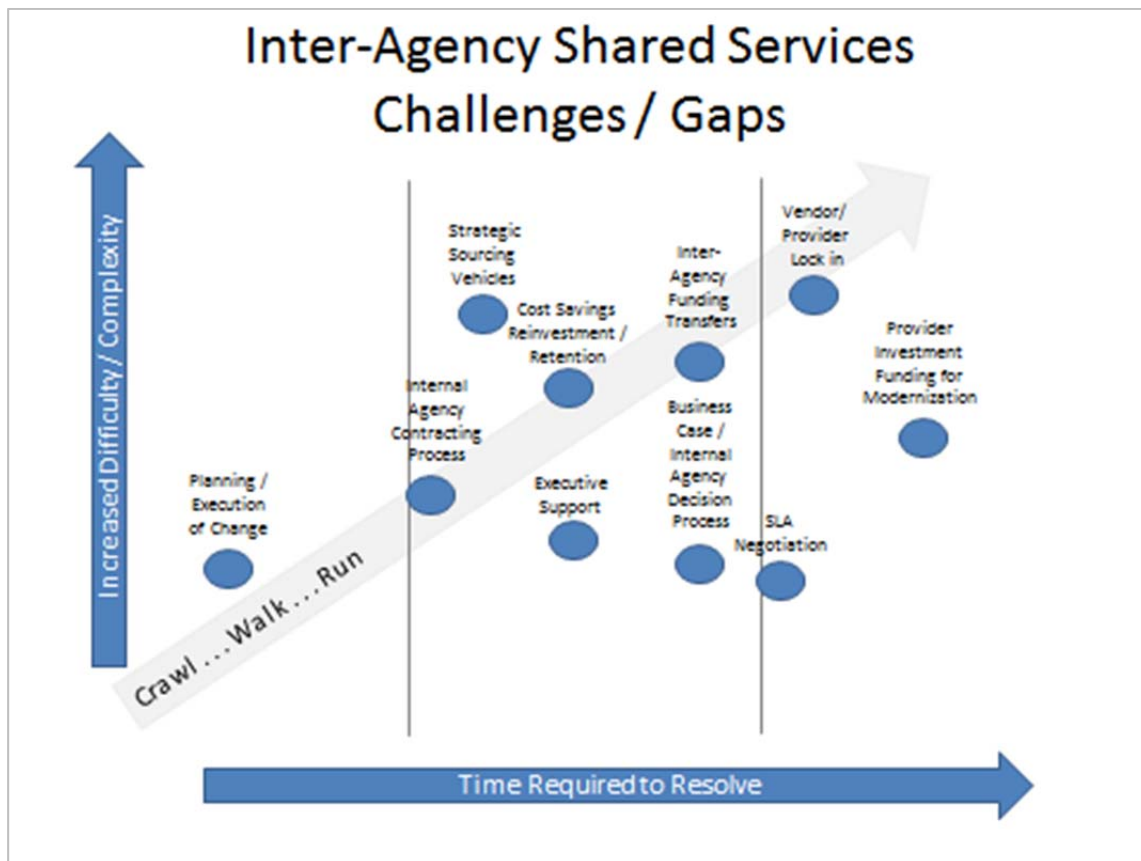 Inter-Agency Shared Services
Challenges / Gaps
Increased Difficulty / Complexity
Strategic
Sourcing
Vehicles
Cost Savings
Reinvestment /
Retention
Inter-
Agency
Funding
Transfers
Vendor/
Provider
Lock in
Provider
Investment
Funding for
Modernization
Internal
Agency
Contracting
Process
Business
Case /
Internal
Agency
Decision
Process
Planning /
Execution
of Change
Executive
Support
SLA
Negotiation
Crawl . . . Walk . . . Run
Time Required to Resolve